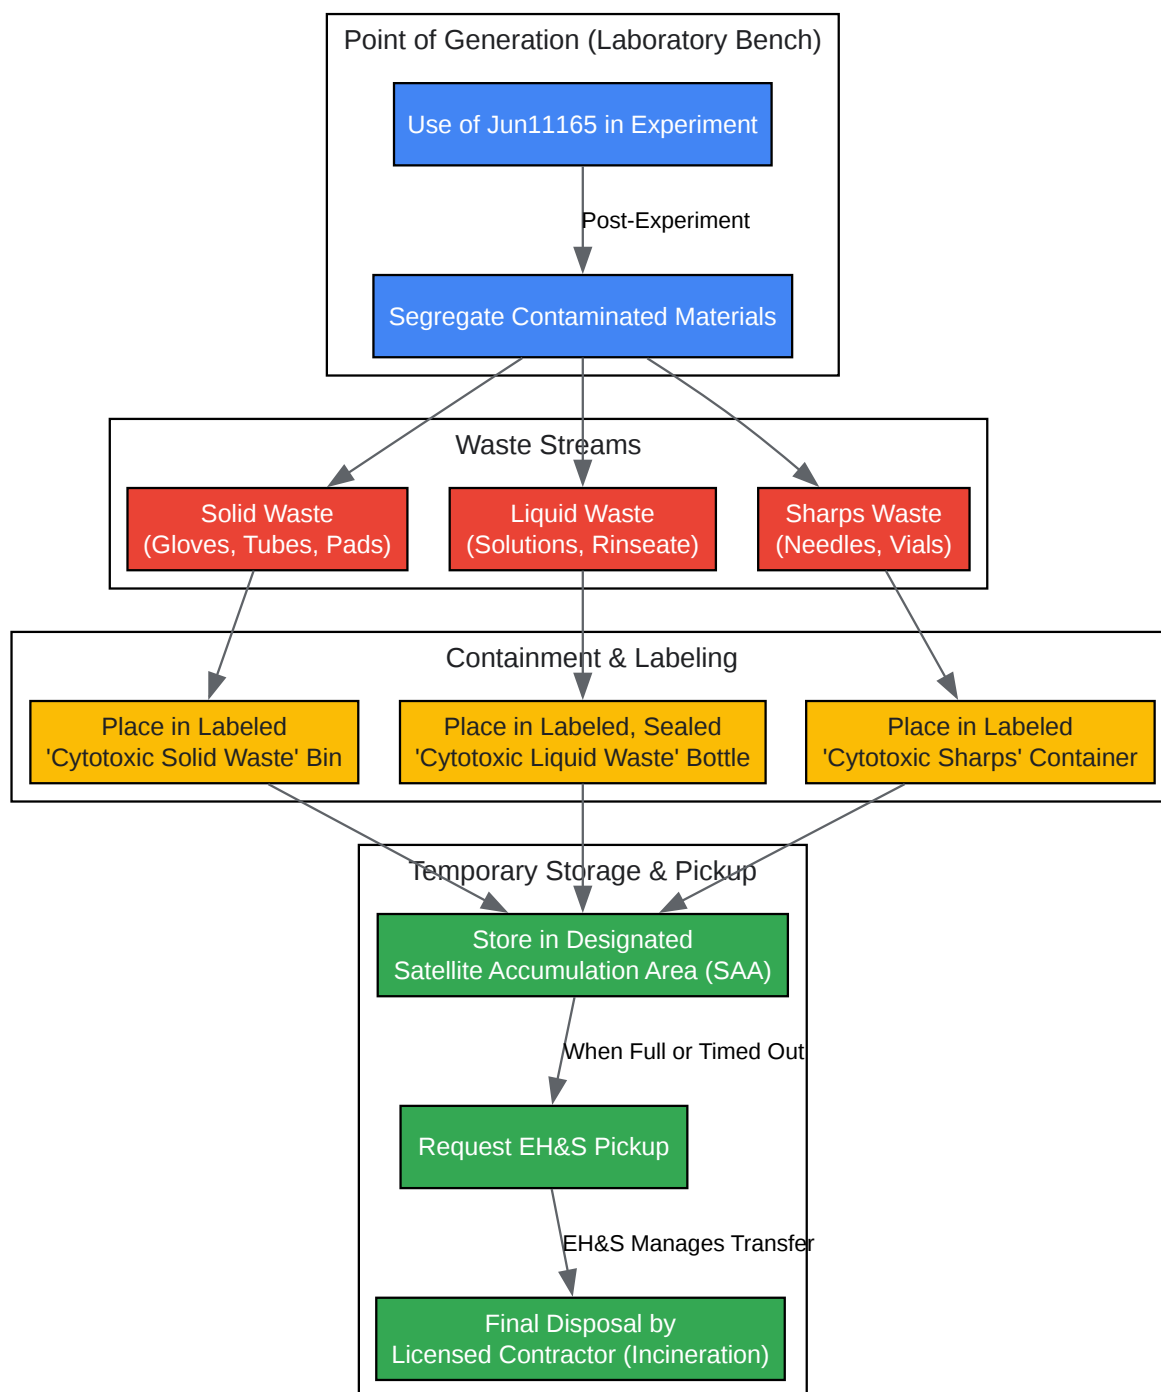 Point of Generation (Laboratory Bench)
Use of Jun11165 in Experiment
Post-Experiment
Segregate Contaminated Materials
Waste Streams
Solid Waste
(Gloves, Tubes, Pads)
Liquid Waste
(Solutions, Rinseate)
Sharps Waste
(Needles, Vials)
Containment & Labeling
Place in Labeled
'Cytotoxic Solid Waste' Bin
Place in Labeled, Sealed
'Cytotoxic Liquid Waste' Bottle
Place in Labeled
'Cytotoxic Sharps' Container
Temporary Storage & Pickup
Store in Designated
Satellite Accumulation Area (SAA)
When Full or Timed Out
Request EH&S Pickup
EH&S Manages Transfer
Final Disposal by
Licensed Contractor (Incineration)